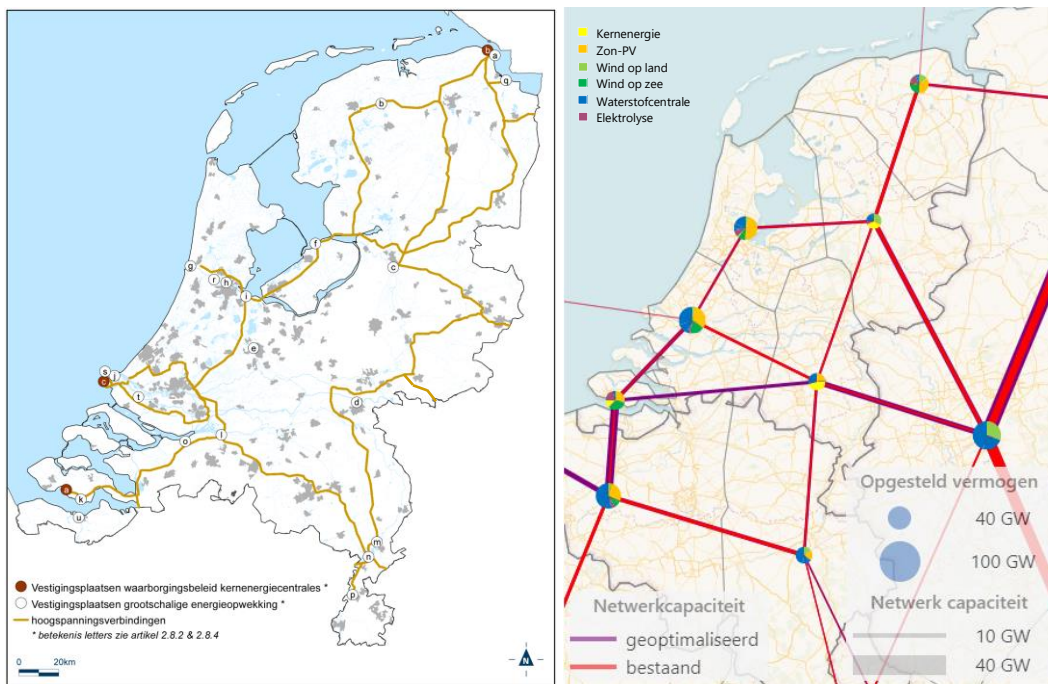 b
a
q
b
f
c
g
r
h
i
e
s
j
c
t
d
o
l
a
k
u
m
n
p
Vestigingsplaatsen waarborgingsbeleid kernenergiecentrales *
Vestigingsplaatsen grootschalige energieopwekking *
hoogspanningsverbindingen
* betekenis letters zie artikel 2.8.2 & 2.8.4
0 20km
N
Kernenergie
Zon-PV
Wind op land
Wind op zee
Waterstofcentrale
Elektrolyse
Opgesteld vermogen
40 GW
100 GW
Netwerkcapaciteit
geoptimaliseerd
bestaand
Netwerk capaciteit
10 GW
40 GW